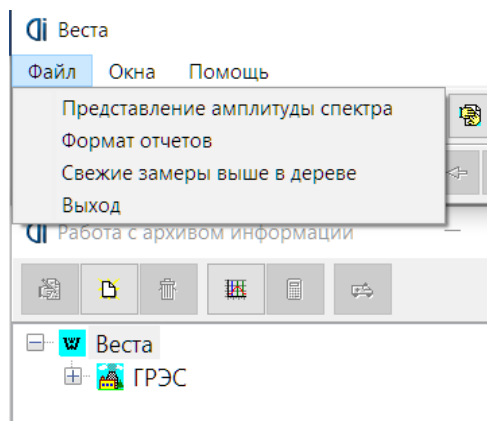 Веста
Файл Окна Помощь
Представление амплитуды спектра
Формат отчетов
Свежие замеры выше в дереве
Выход
Работа с архивом информации
Веста
ГРЭС